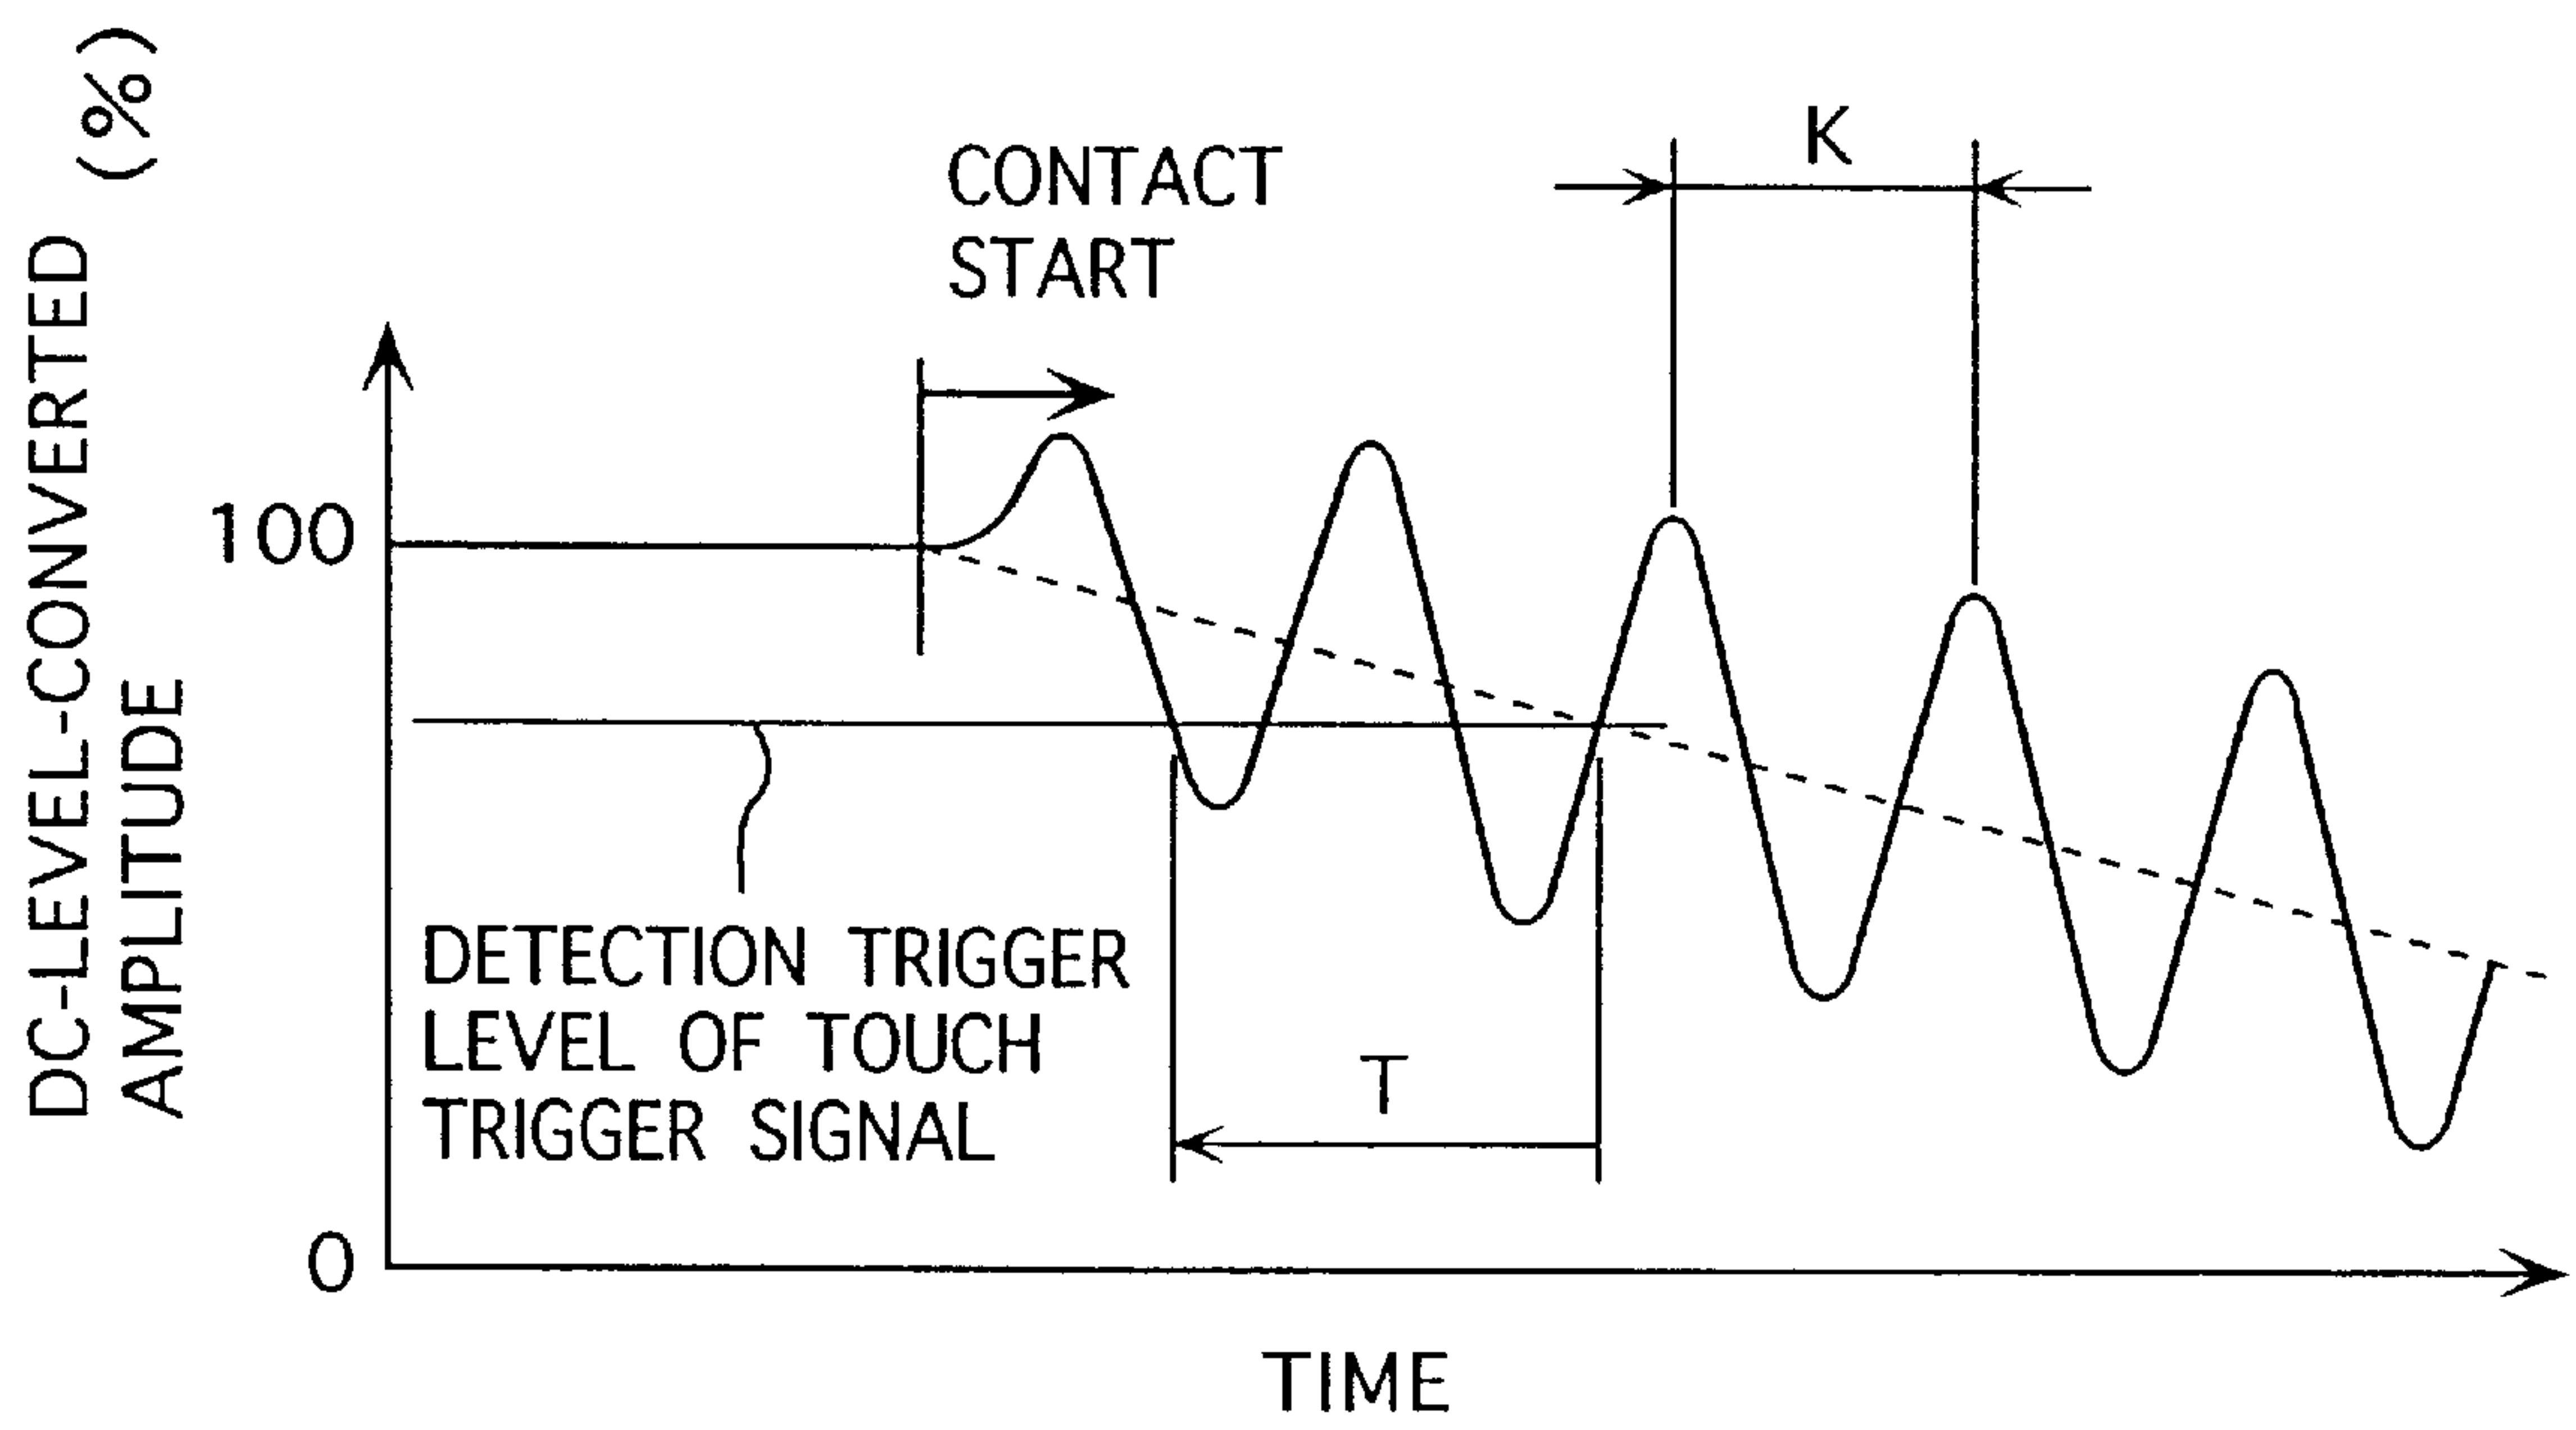 DC-LEVEL-CONVERTED (%)
AMPLITUDE
CONTACT
START
K
100
DETECTION TRIGGER
LEVEL OF TOUCH
TRIGGER SIGNAL
T
0
TIME